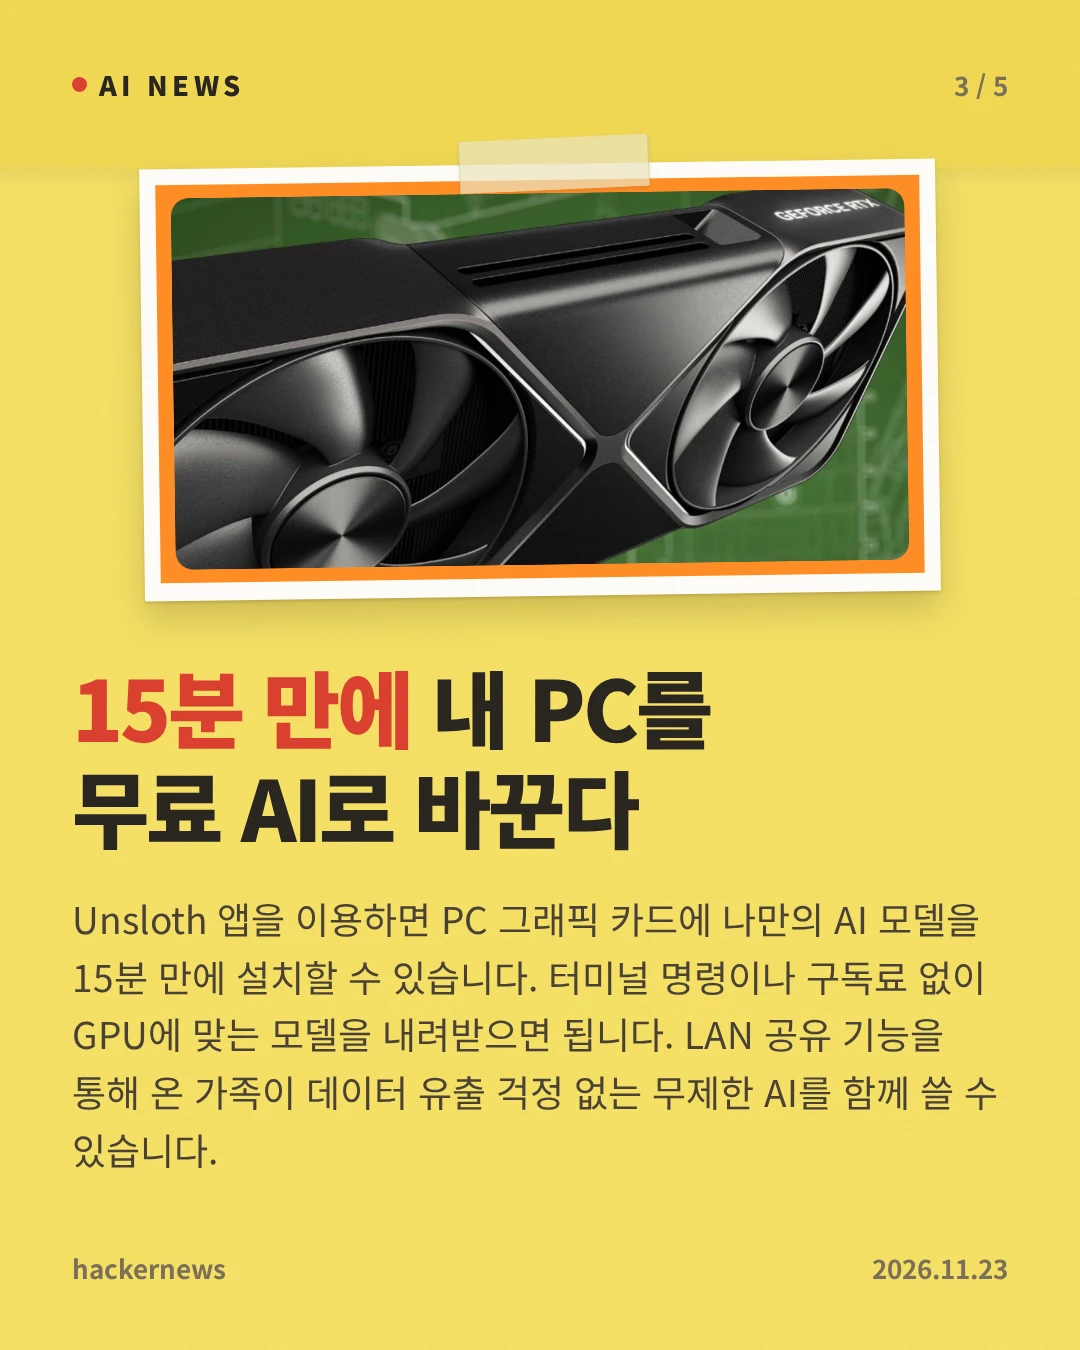 AI NEWS
3 / 5
GEFORCE RTX
15분 만에 내 PC를
무료 AI로 바꾼다
Unsloth 앱을 이용하면 PC 그래픽 카드에 나만의 AI 모델을
15분 만에 설치할 수 있습니다. 터미널 명령이나 구독료 없이
GPU에 맞는 모델을 내려받으면 됩니다. LAN 공유 기능을
통해 온 가족이 데이터 유출 걱정 없는 무제한 AI를 함께 쓸 수
있습니다.
hackernews
2026.11.23